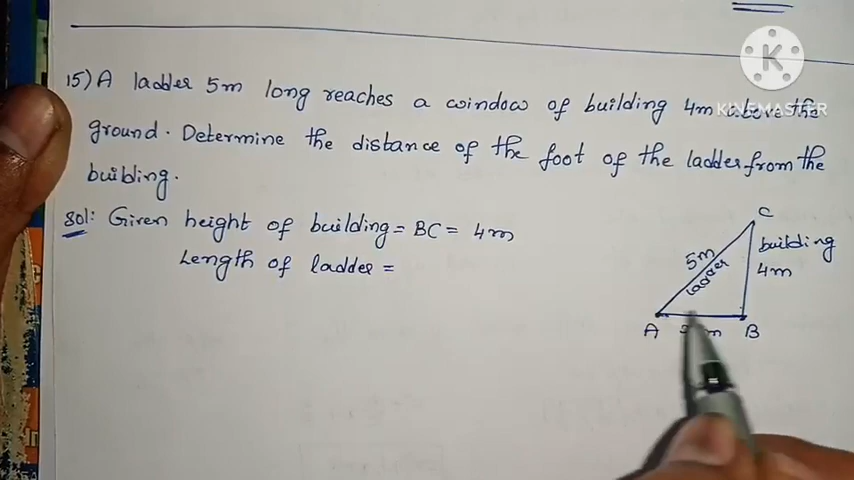 KINEMASTER
15) A ladder 5m long reaches a window of building 4m above the
ground. Determine the distance of the foot of the ladder from the
building.
Sol: Given height of building = BC = 4m
Length of ladder =
C
5m
ladder
building
4m
A
m
B